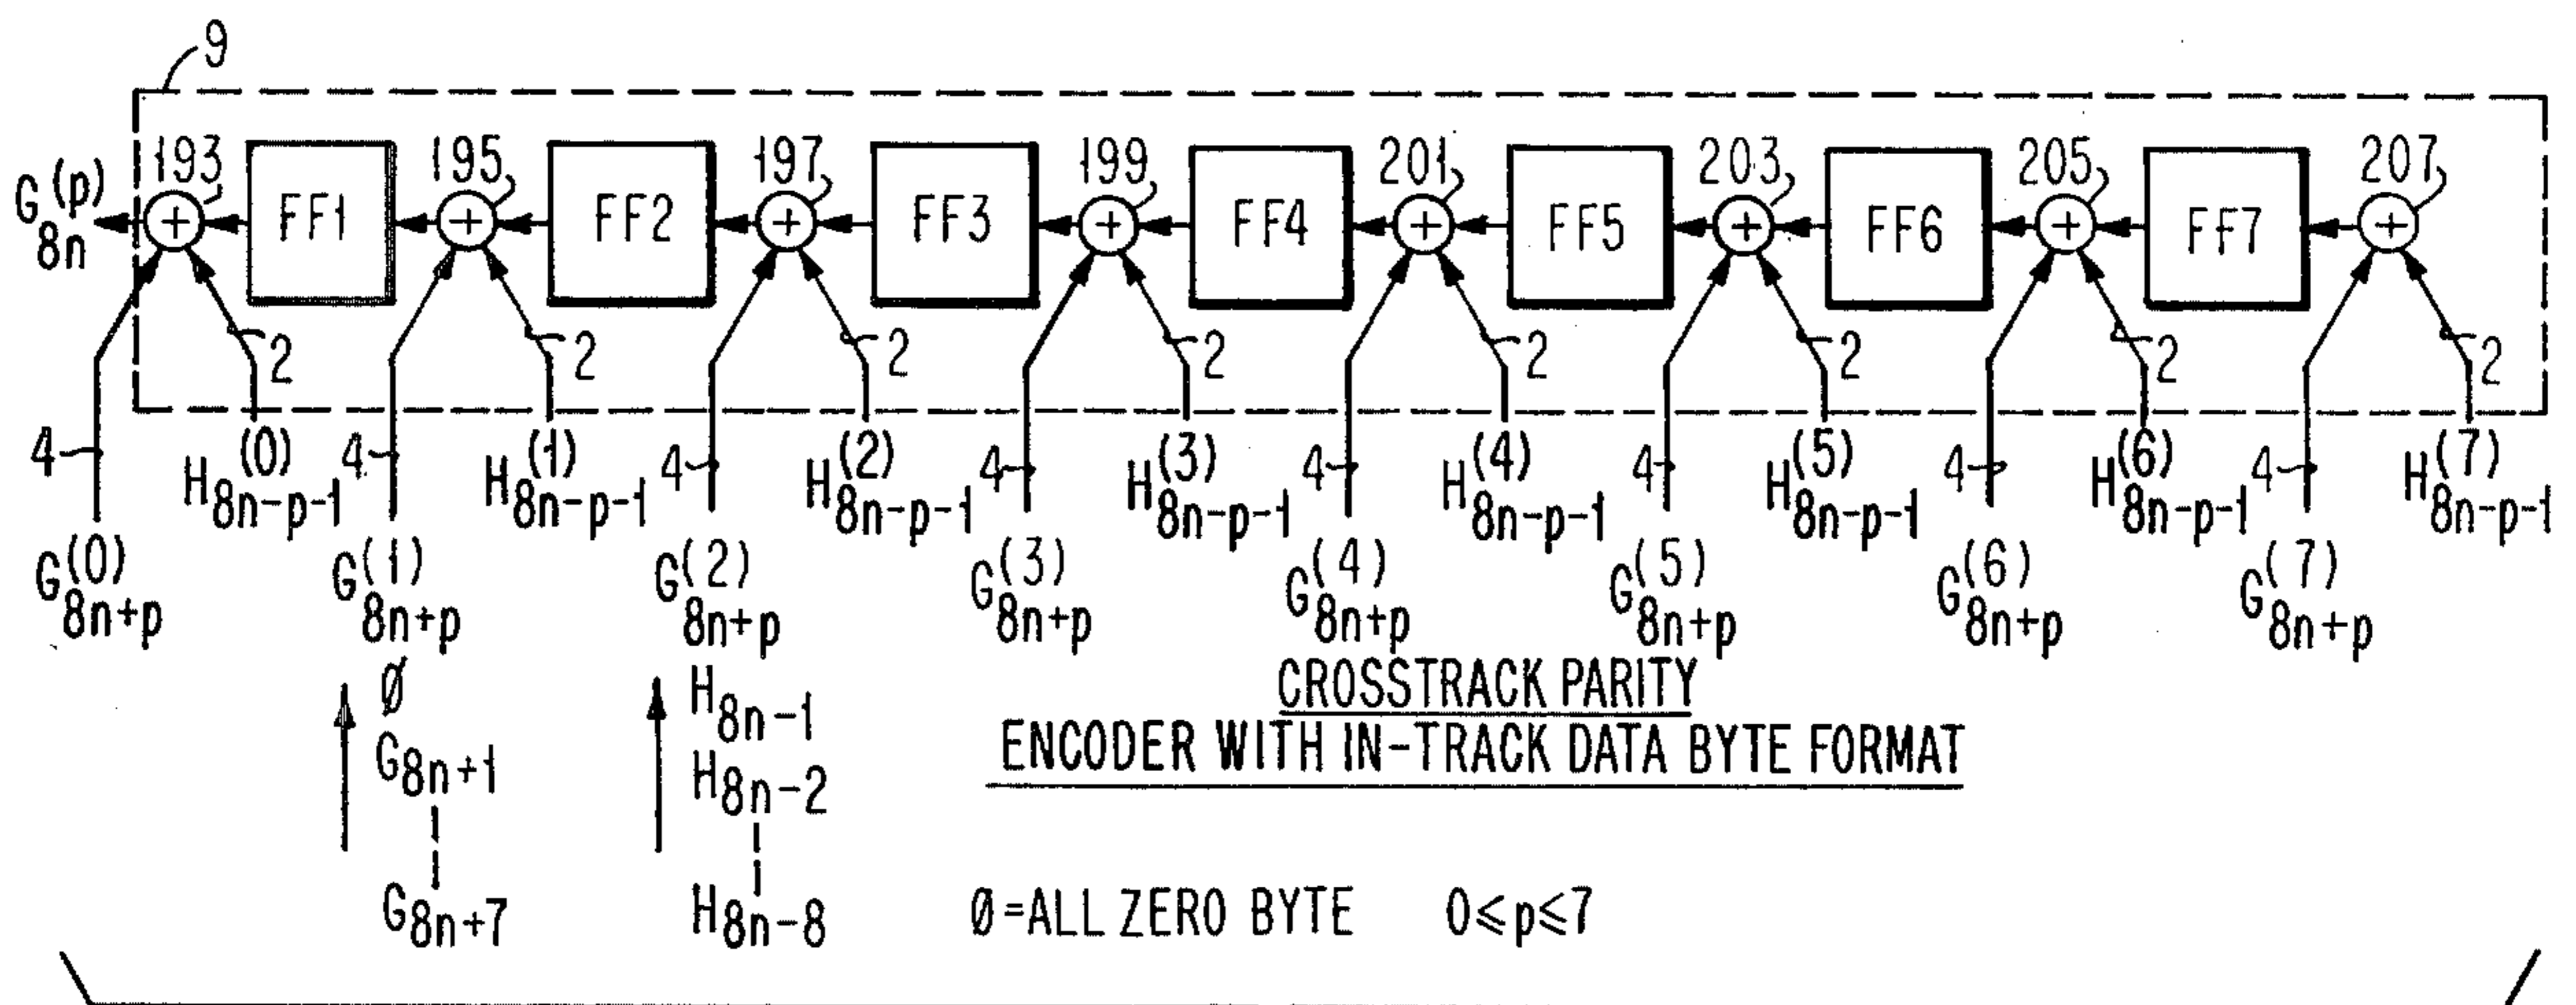 9
193 195 197 199 201 203 205 207
G(p)8n FF1 FF2 FF3 FF4 FF5 FF6 FF7
+ + + + + + + +
2 2 2 2 2 2 2 2
4 4 4 4 4 4 4 4
H(0)8n-p-1 H(1)8n-p-1 H(2)8n-p-1 H(3)8n-p-1 H(4)8n-p-1 H(5)8n-p-1 H(6)8n-p-1 H(7)8n-p-1
G(0)8n+p G(1)8n+p G(2)8n+p G(3)8n+p G(4)8n+p G(5)8n+p G(6)8n+p G(7)8n+p
Ø
G8n+1
G8n+7
H8n-1
H8n-2
H8n-8
CROSSTRACK PARITY
ENCODER WITH IN-TRACK DATA BYTE FORMAT
Ø=ALL ZERO BYTE 0≤p≤7